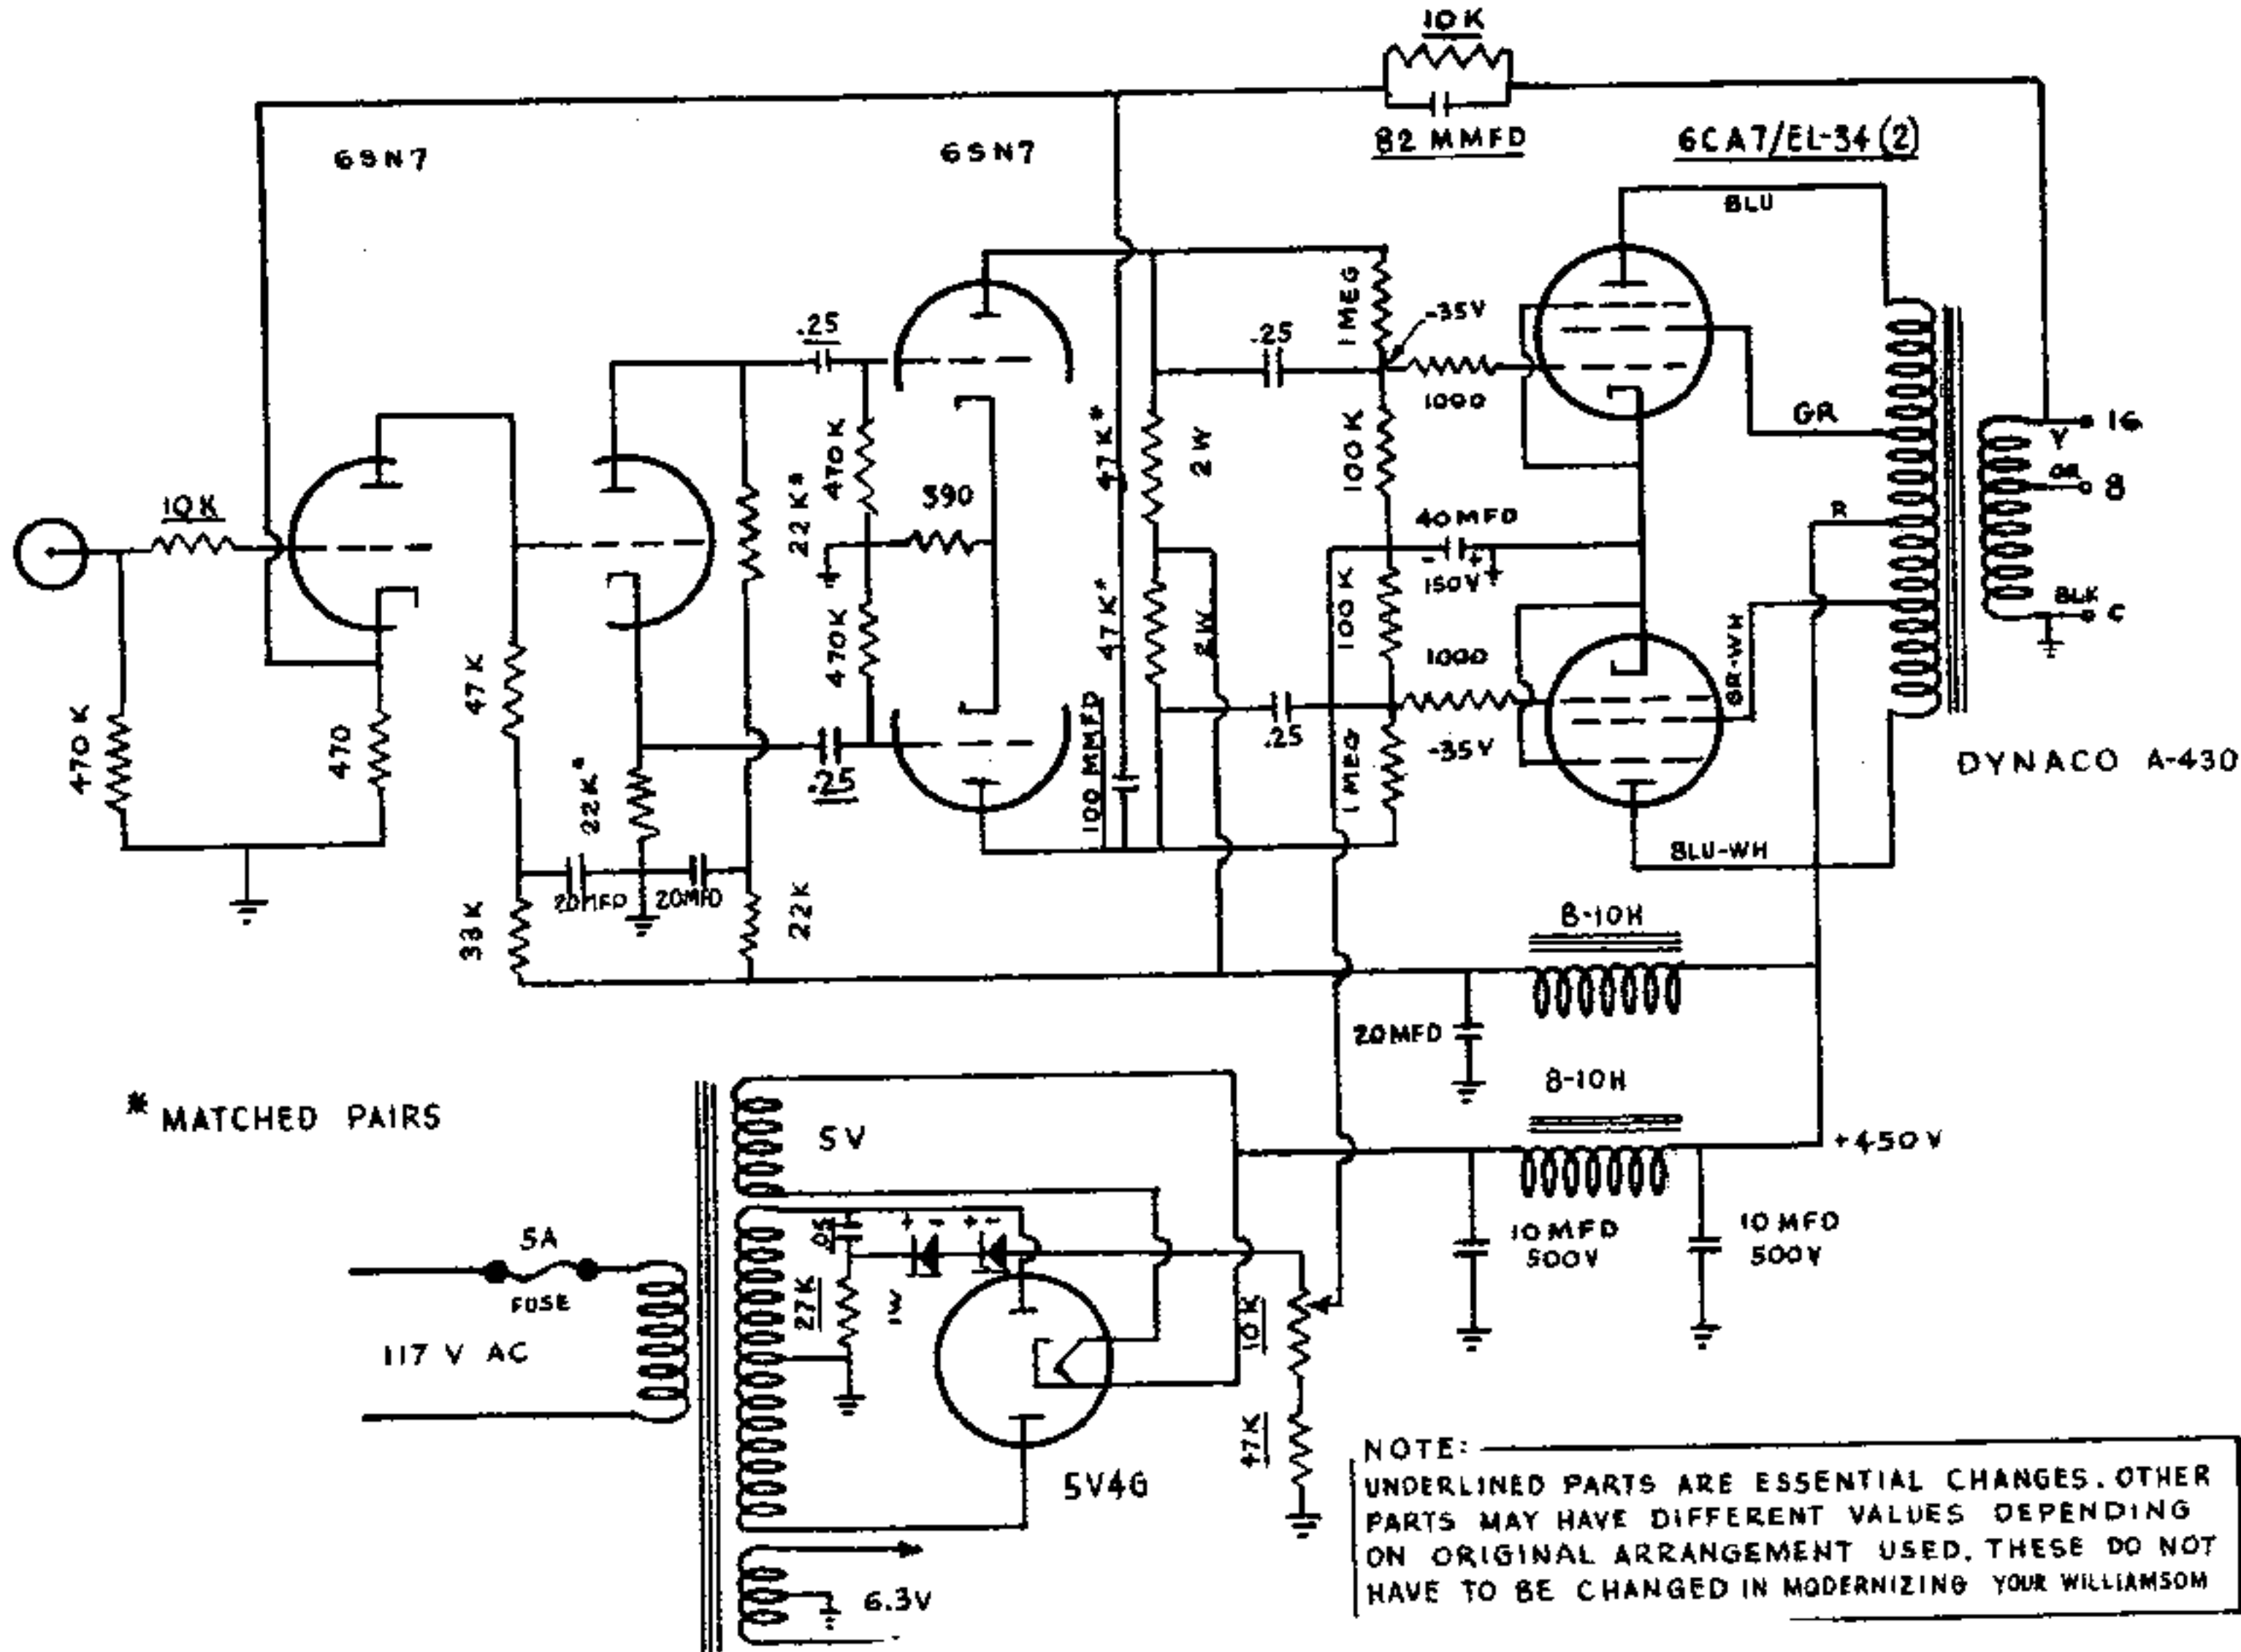 10K
82 MMFD
6SN7
6SN7
6CA7/EL-34 (2)
BLU
.25
1 MEG
-35V
.25
1000
10K
470K
22K*
590
47K*
2W
100K
GR
16
Y
OR
8
R
40MFD
- +
150V
BLK
C
470K
470
47K
22K*
470K
.25
100 MMFD
47K*
2W
100K
1000
.25
1 MEG
-35V
GR-WH
DYNACO A-430
BLU-WH
33K
20MFD
20MFD
22K
8-10H
20MFD
8-10H
+450V
* MATCHED PAIRS
5V
10MFD
500V
10MFD
500V
5A
FUSE
117 V AC
.05
+ - + -
27K
1W
10K
47K
5V4G
6.3V
NOTE:
UNDERLINED PARTS ARE ESSENTIAL CHANGES. OTHER
PARTS MAY HAVE DIFFERENT VALUES DEPENDING
ON ORIGINAL ARRANGEMENT USED. THESE DO NOT
HAVE TO BE CHANGED IN MODERNIZING YOUR WILLIAMSOM